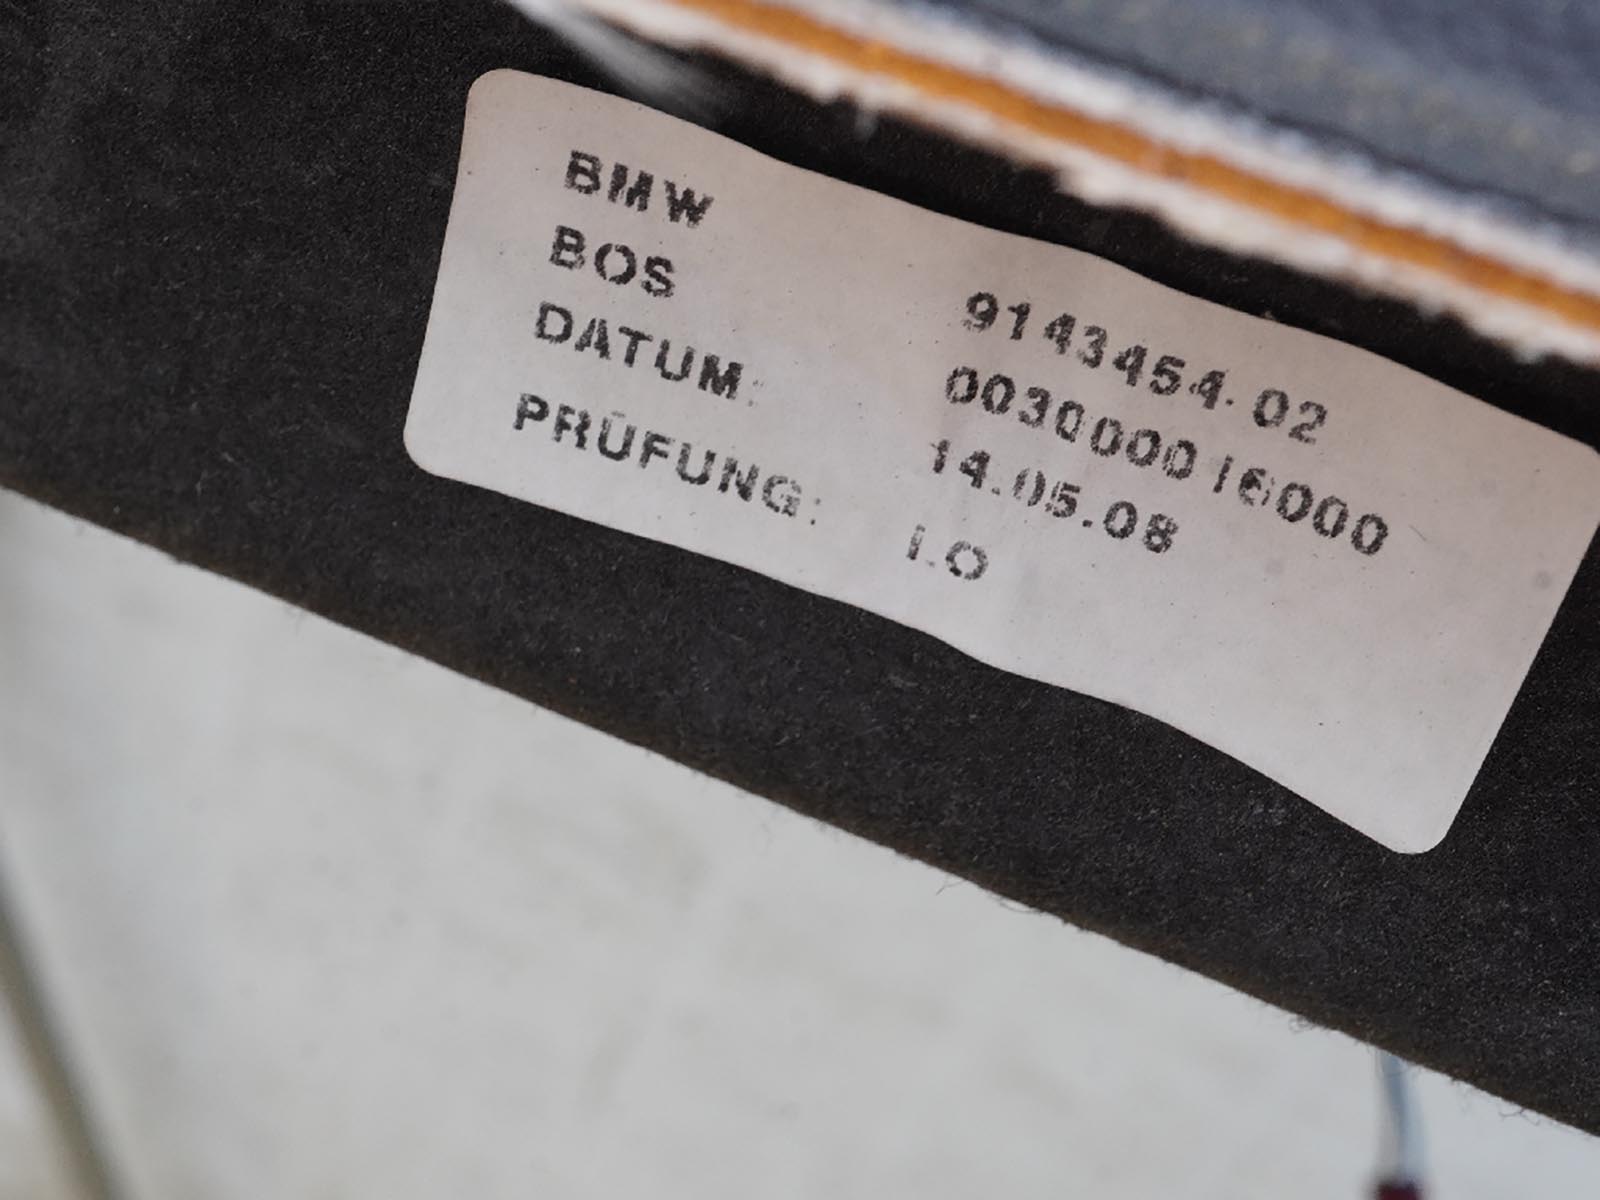 BMW 9143454.02
BOS 003000016000
DATUM: 14.05.08
PRÜFUNG: i.O